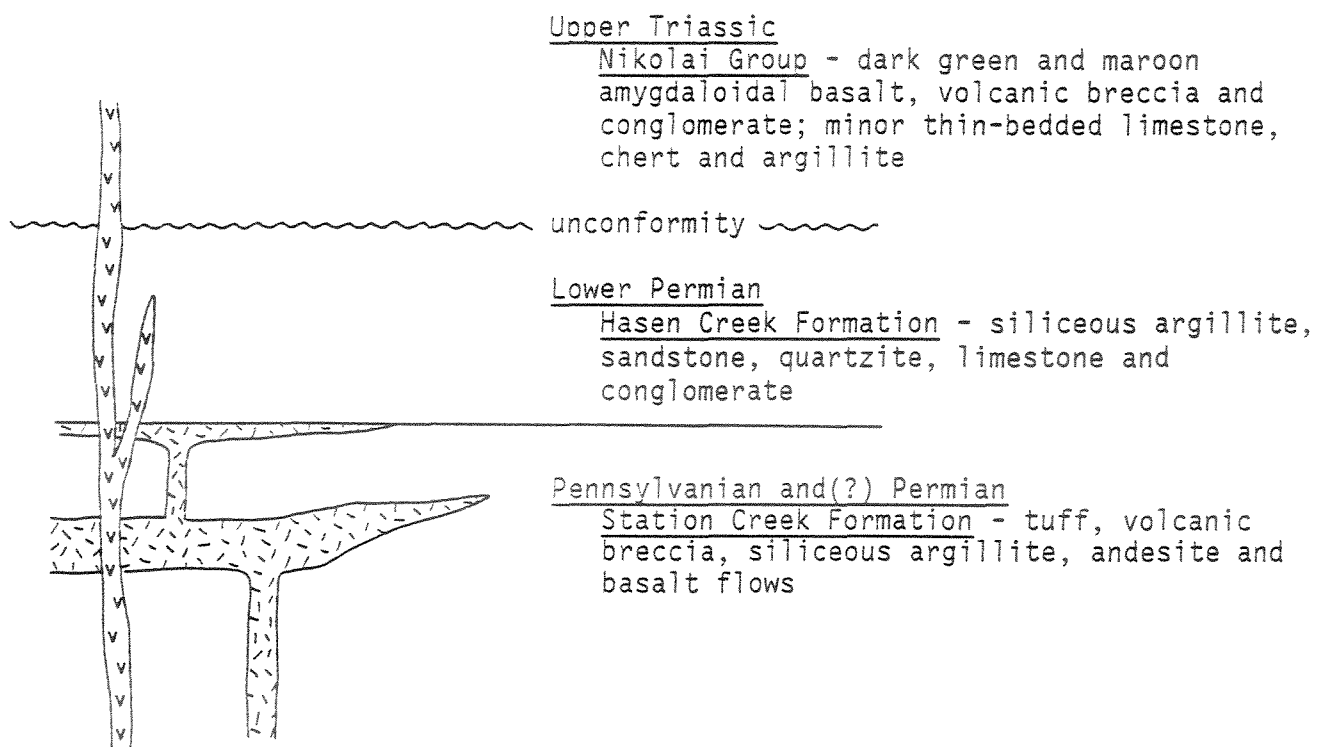 Upper Triassic
Nikolai Group - dark green and maroon
amygdaloidal basalt, volcanic breccia and
conglomerate; minor thin-bedded limestone,
chert and argillite
unconformity
Lower Permian
Hasen Creek Formation - siliceous argillite,
sandstone, quartzite, limestone and
conglomerate
Pennsylvanian and(?) Permian
Station Creek Formation - tuff, volcanic
breccia, siliceous argillite, andesite and
basalt flows